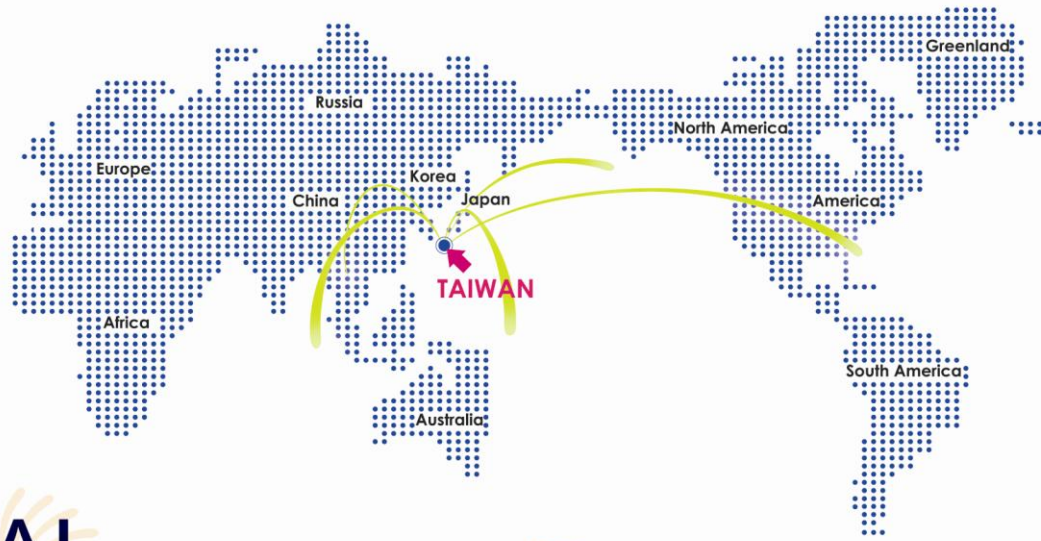 Greenland
Russia
North America
Europe
Korea
China
Japan
America
TAIWAN
Africa
South America
Australia